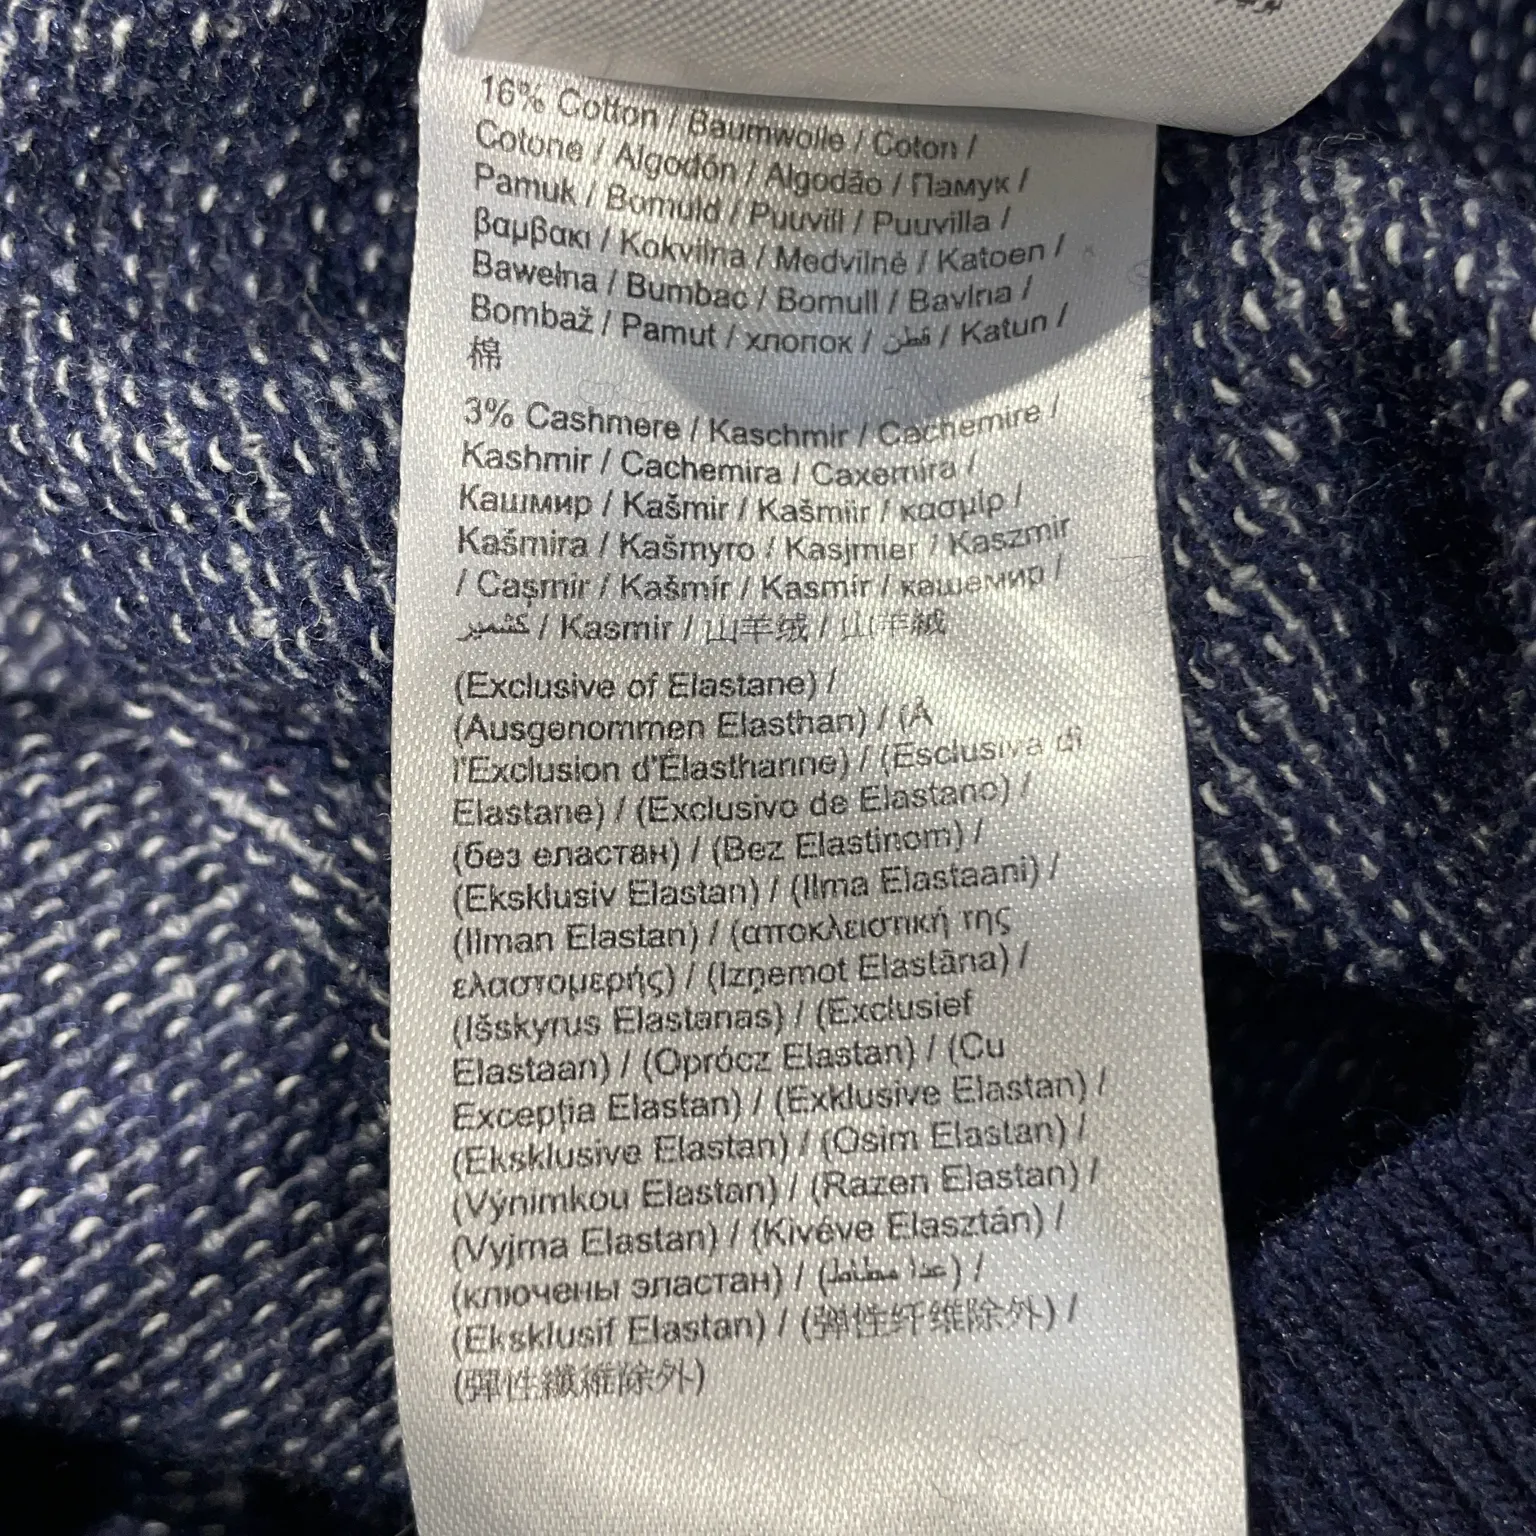 16% Cotton / Baumwolle / Coton /
Cotone / Algodón / Algodão / Памук /
Pamuk / Bomuld / Puuvill / Puuvilla /
βαμβακι / Kokvilna / Medvilnė / Katoen /
Bawełna / Bumbac / Bomull / Bavlna /
Bombaž / Pamut / хлопок / قطن / Katun /
棉
3% Cashmere / Kaschmir / Cachemire /
Kashmir / Cachemira / Caxemira /
Кашмир / Kašmir / Kašmiir / κασμίρ /
Kašmira / Kašmyro / Kasjmier / Kaszmir
/ Caşmir / Kašmír / Kasmír / кашемир /
كشمير / Kasmir / 山羊绒 / 山羊絨
(Exclusive of Elastane) /
(Ausgenommen Elasthan) / (À
l'Exclusion d'Élasthanne) / (Esclusiva di
Elastane) / (Exclusivo de Elastano) /
(без еластан) / (Bez Elastinom) /
(Eksklusiv Elastan) / (Ilma Elastaani) /
(Ilman Elastan) / (αποκλειστική της
ελαστομερής) / (Izņemot Elastāna) /
(Išskyrus Elastanas) / (Exclusief
Elastaan) / (Oprócz Elastan) / (Cu
Excepţia Elastan) / (Exklusive Elastan) /
(Eksklusive Elastan) / (Osim Elastan) /
(Výnimkou Elastan) / (Razen Elastan) /
(Vyjma Elastan) / (Kivéve Elasztán) /
(ключены эластан) / (عدا مطاط) /
(Eksklusif Elastan) / (弹性纤维除外) /
(彈性纖維除外)